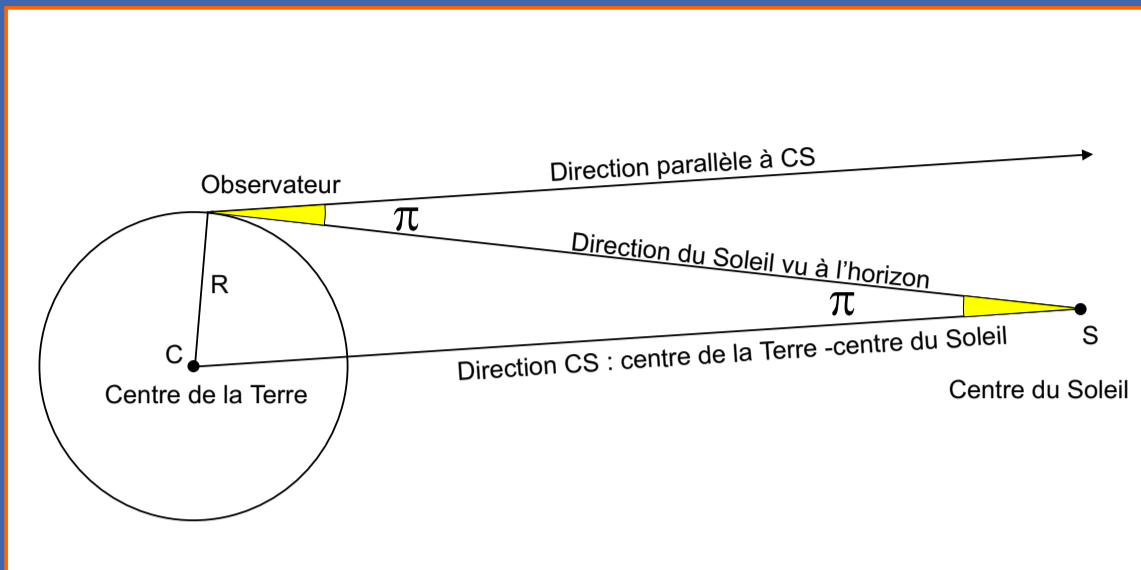 Direction parallèle à CS
Observateur
π
Direction du Soleil vu à l'horizon
R
π
C
S
Direction CS : centre de la Terre -centre du Soleil
Centre de la Terre
Centre du Soleil